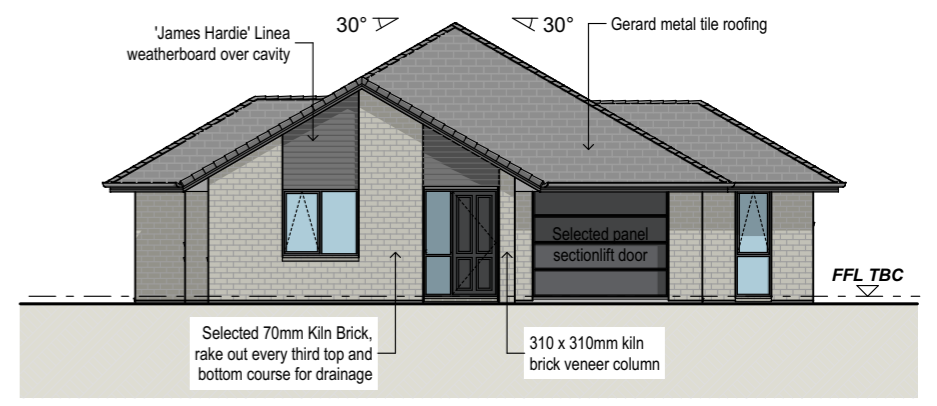 'James Hardie' Linea
weatherboard over cavity
30°
30°
Gerard metal tile roofing
Selected panel
sectionlift door
FFL TBC
Selected 70mm Kiln Brick,
rake out every third top and
bottom course for drainage
310 x 310mm kiln
brick veneer column